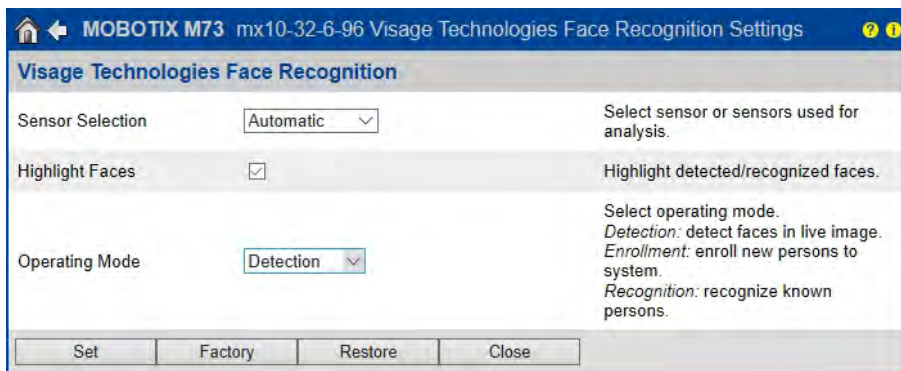 MOBOTIX M73 mx10-32-6-96 Visage Technologies Face Recognition Settings
? i
Visage Technologies Face Recognition
Sensor Selection
Automatic
Select sensor or sensors used for
analysis.
Highlight Faces
Highlight detected/recognized faces.
Operating Mode
Detection
Select operating mode.
Detection: detect faces in live image.
Enrollment: enroll new persons to
system.
Recognition: recognize known
persons.
Set
Factory
Restore
Close